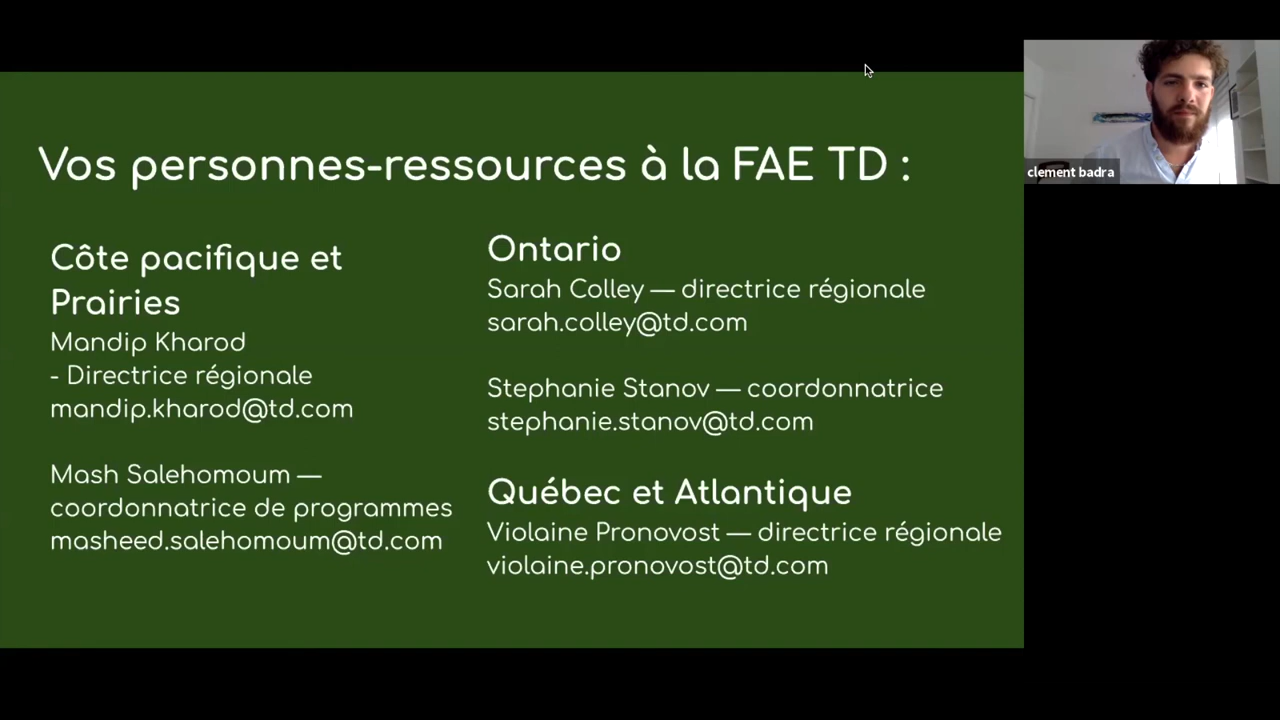 Vos personnes-ressources à la FAE TD :
Côte pacifique et
Prairies
Mandip Kharod
- Directrice régionale
mandip.kharod@td.com
Mash Salehomoum —
coordonnatrice de programmes
masheed.salehomoum@td.com
Ontario
Sarah Colley — directrice régionale
sarah.colley@td.com
Stephanie Stanov — coordonnatrice
stephanie.stanov@td.com
Québec et Atlantique
Violaine Pronovost — directrice régionale
violaine.pronovost@td.com
clement badra